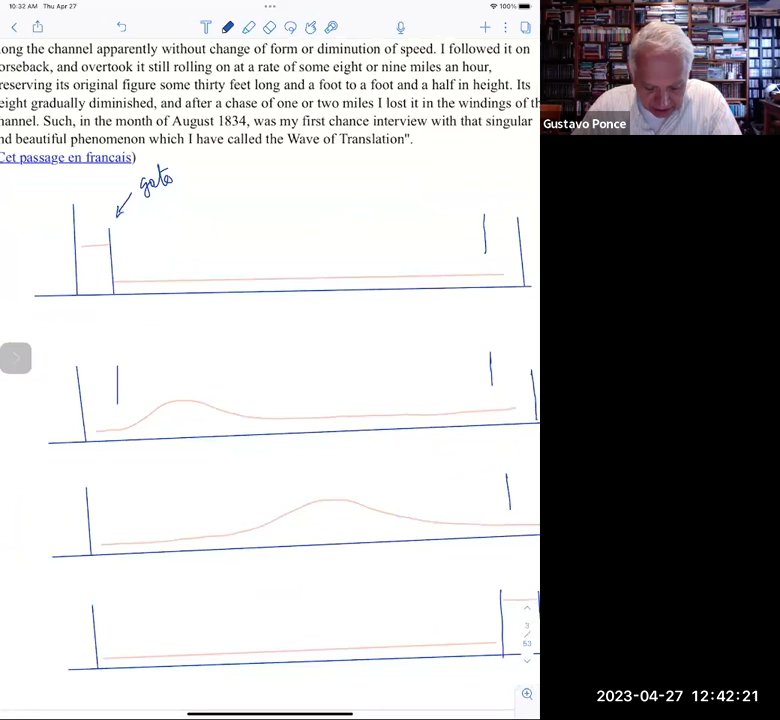 10:32 AM Thu Apr 27
100%
long the channel apparently without change of form or diminution of speed. I followed it on
orseback, and overtook it still rolling on at a rate of some eight or nine miles an hour,
reserving its original figure some thirty feet long and a foot to a foot and a half in height. Its
eight gradually diminished, and after a chase of one or two miles I lost it in the windings of th
hannel. Such, in the month of August 1834, was my first chance interview with that singular
nd beautiful phenomenon which I have called the Wave of Translation".
Cet passage en francais)
gate
Gustavo Ponce
3
/
53
2023-04-27 12:42:21